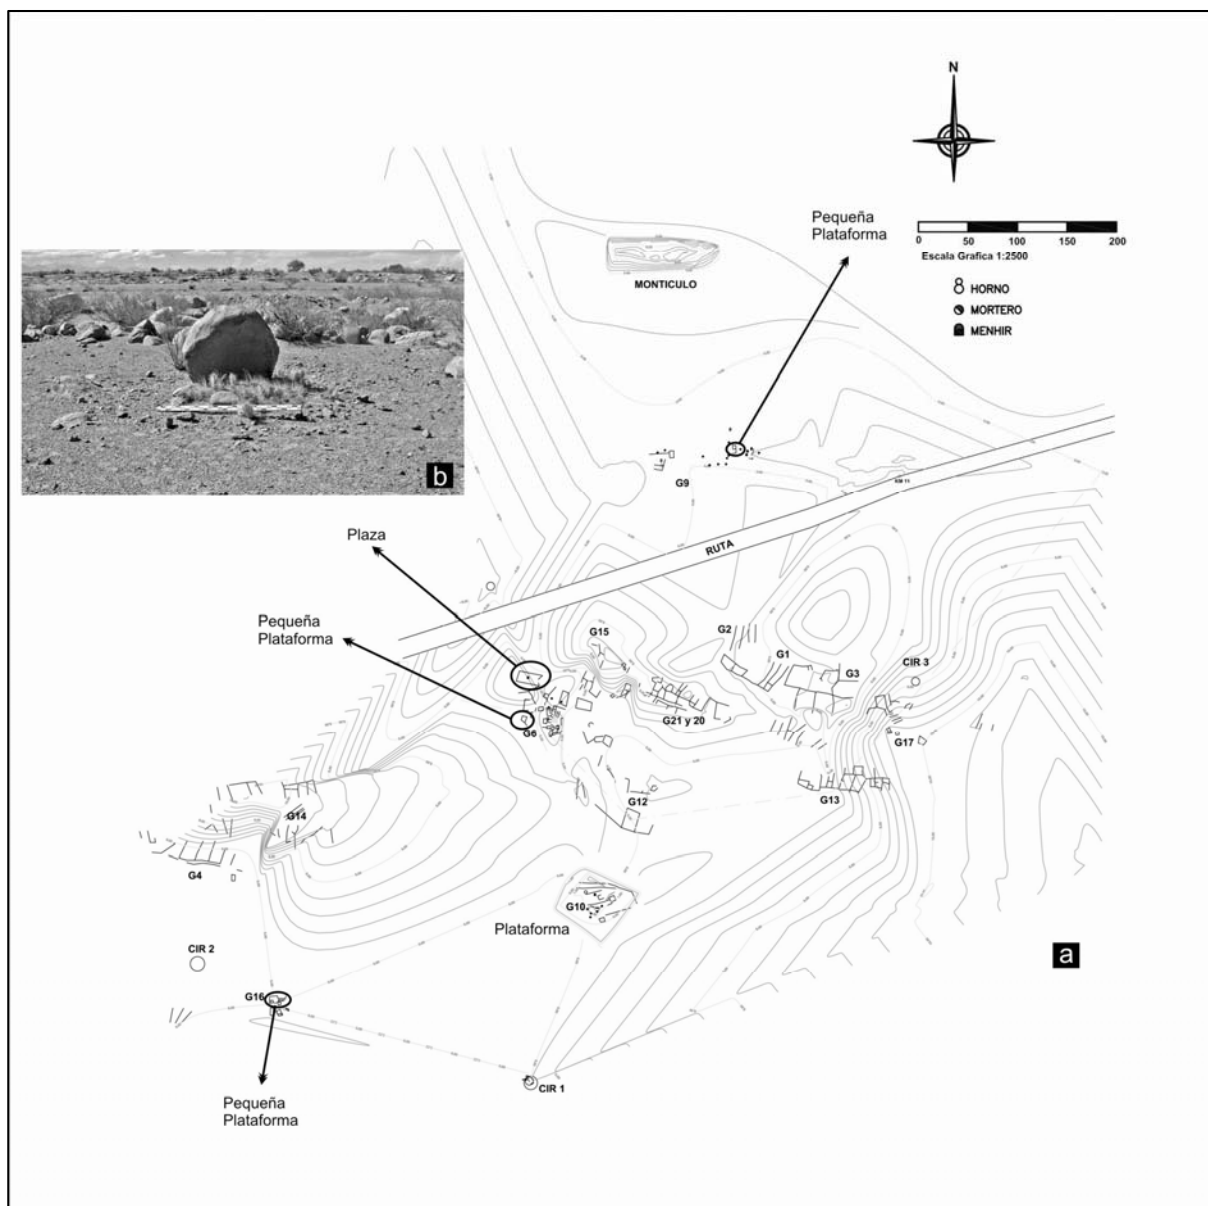 N
Pequeña
Plataforma
0 50 100 150 200
Escala Grafica 1:2500
HORNO
MORTERO
MENHIR
MONTICULO
b
G9
KM 11
RUTA
Plaza
Pequeña
Plataforma
G15
G2
G1
G3
CIR 3
G21 y 20
G6
G17
G12
G13
G14
G4
G10
Plataforma
CIR 2
a
G16
CIR 1
Pequeña
Plataforma